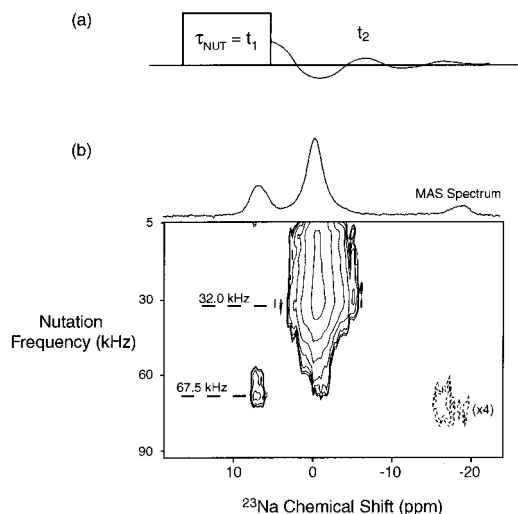 (a)
τNUT = t1
t2
(b)
MAS Spectrum
5
30
60
90
Nutation
Frequency (kHz)
32.0 kHz
67.5 kHz
(x4)
10
0
-10
-20
23Na Chemical Shift (ppm)